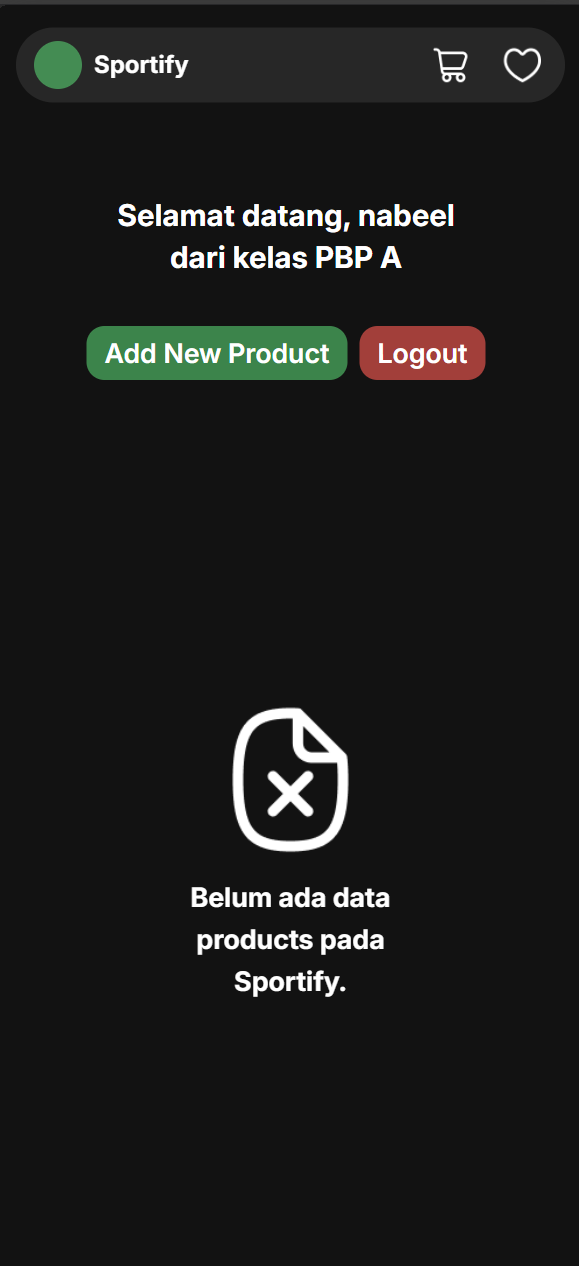 Sportify
Selamat datang, nabeel
dari kelas PBP A
Add New Product
Logout
Belum ada data
products pada
Sportify.